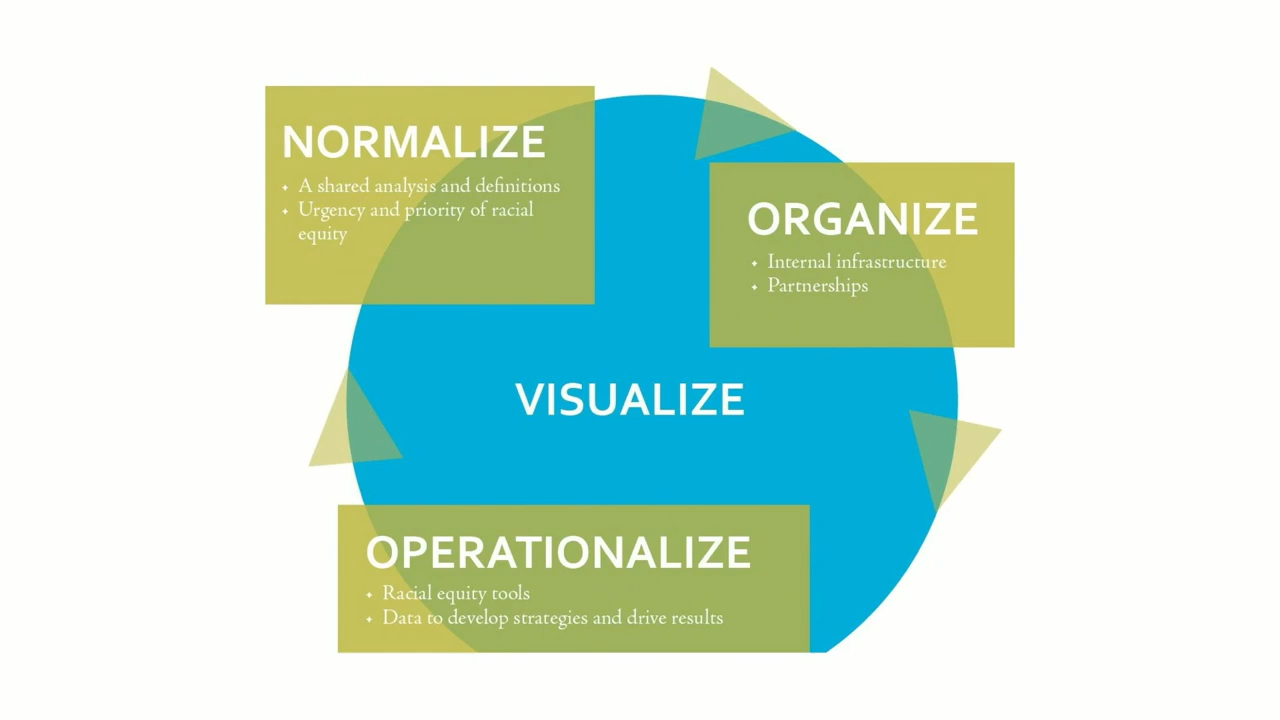 NORMALIZE
A shared analysis and definitions
Urgency and priority of racial
equity
ORGANIZE
Internal infrastructure
Partnerships
VISUALIZE
OPERATIONALIZE
Racial equity tools
Data to develop strategies and drive results